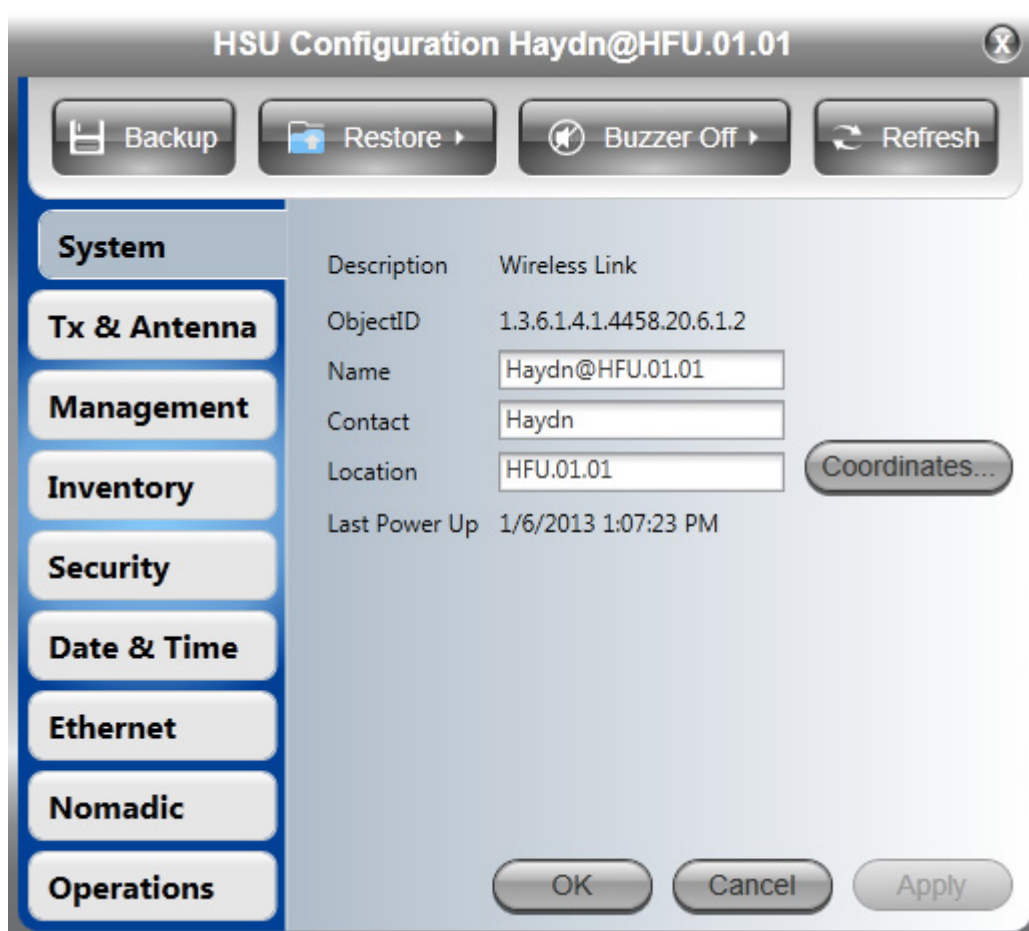 HSU Configuration Haydn@HFU.01.01
X
Backup
Restore
Buzzer Off
Refresh
System
Tx & Antenna
Management
Inventory
Security
Date & Time
Ethernet
Nomadic
Operations
Description Wireless Link
ObjectID 1.3.6.1.4.1.4458.20.6.1.2
Name Haydn@HFU.01.01
Contact Haydn
Location HFU.01.01 Coordinates...
Last Power Up 1/6/2013 1:07:23 PM
OK
Cancel
Apply